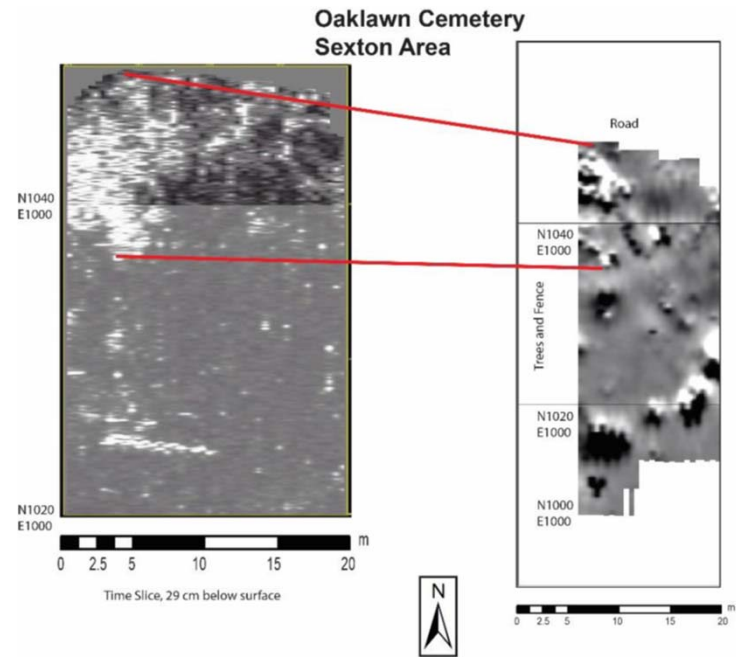 Oaklawn Cemetery
Sexton Area
Road
N1040
E1000
N1040
E1000
Trees and Fence
N1020
E1000
N1020
E1000
N1000
E1000
m
0 2.5 5 10 15 20
Time Slice, 29 cm below surface
N
m
0 2.5 5 10 15 20